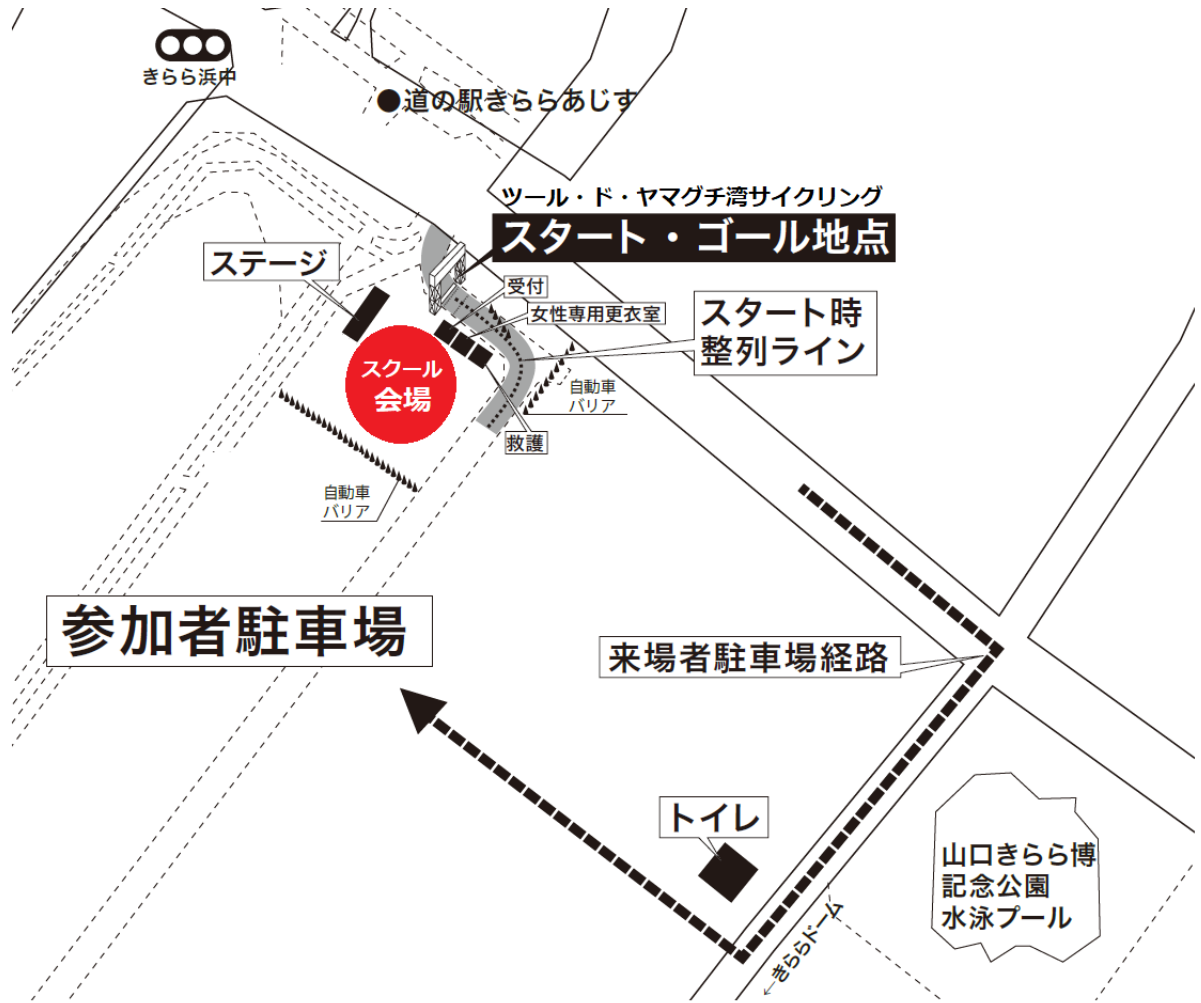 きらら浜中
●道の駅きららあじす
ツール・ド・ヤマグチ湾サイクリング
スタート・ゴール地点
ステージ
受付
女性専用更衣室
スタート時
整列ライン
スクール
会場
自動車
バリア
救護
自動車
バリア
参加者駐車場
来場者駐車場経路
トイレ
山口きらら博
記念公園
水泳プール
←きららドーム